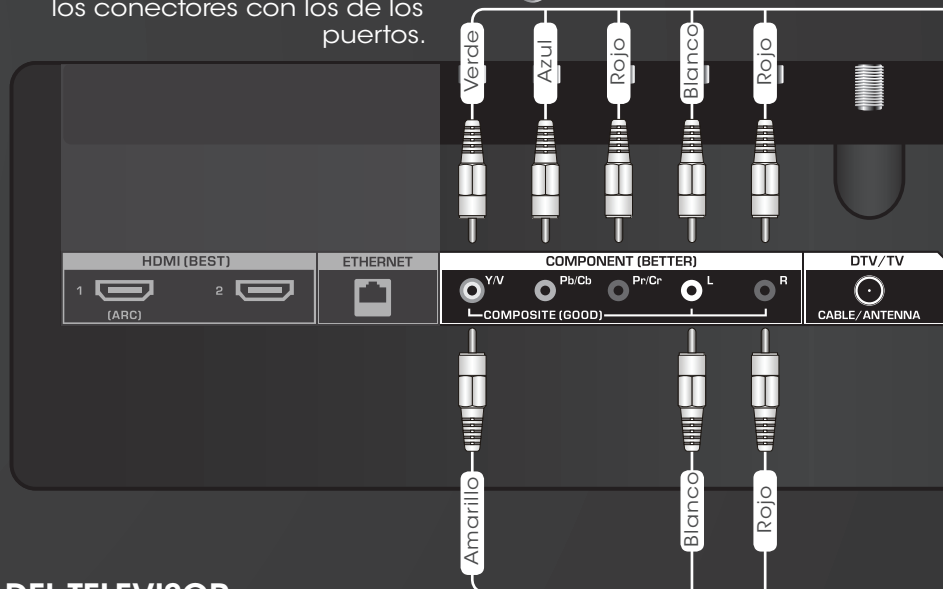 los conectores con los de los
puertos.
Verde
Azul
Rojo
Blanco
Rojo
HDMI (BEST)
ETHERNET
COMPONENT (BETTER)
DTV/TV
1
2
Y/V
Pb/Cb
Pr/Cr
L
R
(ARC)
COMPOSITE (GOOD)
CABLE/ANTENNA
Amarillo
Blanco
Rojo
DEL TELEVISOR